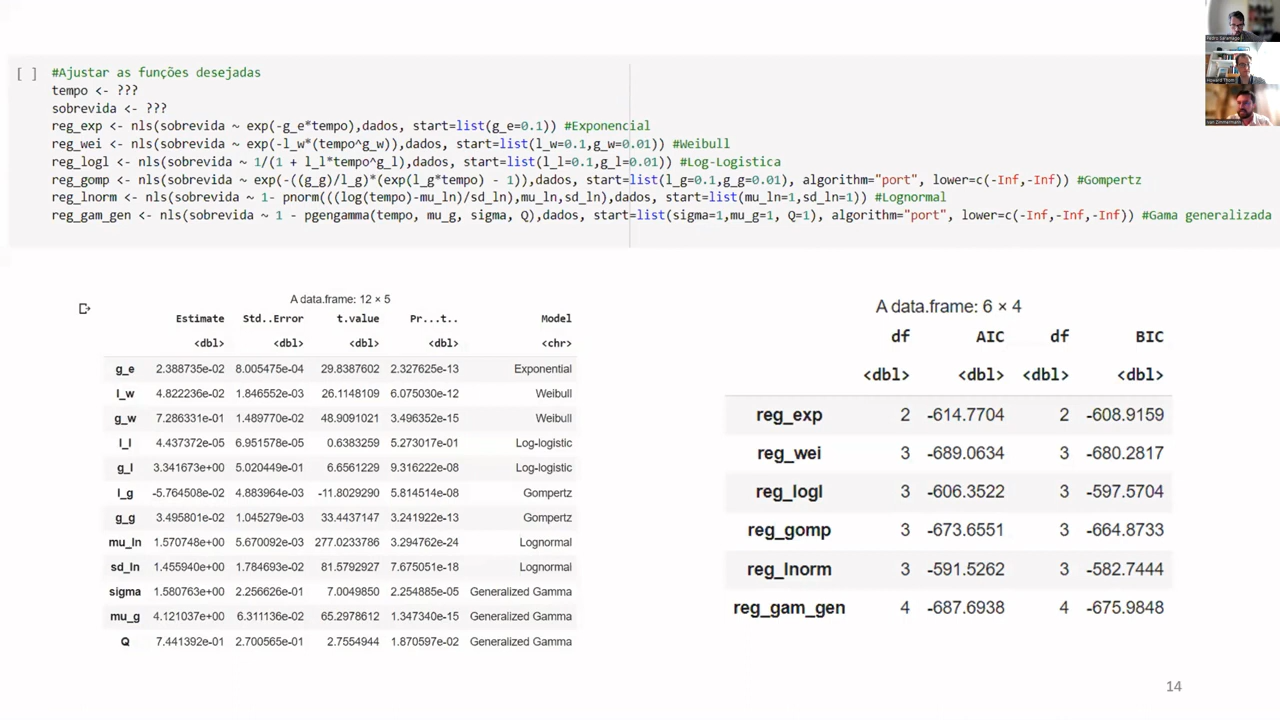 [ ] #Ajustar as funções desejadas
tempo <- ???
sobrevida <- ???
reg_exp <- nls(sobrevida ~ exp(-g_e*tempo),dados, start=list(g_e=0.1)) #Exponencial
reg_wei <- nls(sobrevida ~ exp(-l_w*(tempo^g_w)),dados, start=list(l_w=0.1,g_w=0.01)) #Weibull
reg_logl <- nls(sobrevida ~ 1/(1 + l_l*tempo^g_l),dados, start=list(l_l=0.1,g_l=0.01)) #Log-Logistica
reg_gomp <- nls(sobrevida ~ exp(-((g_g)/l_g)*(exp(l_g*tempo) - 1)),dados, start=list(l_g=0.1,g_g=0.01), algorithm="port", lower=c(-Inf,-Inf)) #Gompertz
reg_lnorm <- nls(sobrevida ~ 1- pnorm(((log(tempo)-mu_ln)/sd_ln),mu_ln,sd_ln),dados, start=list(mu_ln=1,sd_ln=1)) #Lognormal
reg_gam_gen <- nls(sobrevida ~ 1 - pgengamma(tempo, mu_g, sigma, Q),dados, start=list(sigma=1,mu_g=1, Q=1), algorithm="port", lower=c(-Inf,-Inf,-Inf)) #Gama generalizada
A data.frame: 12 × 5
Estimate Std..Error t.value Pr...t.. Model
<dbl> <dbl> <dbl> <dbl> <chr>
g_e 2.388735e-02 8.005475e-04 29.8387602 2.327625e-13 Exponential
l_w 4.822236e-02 1.846552e-03 26.1148109 6.075030e-12 Weibull
g_w 7.286331e-01 1.489770e-02 48.9091021 3.496352e-15 Weibull
l_l 4.437372e-05 6.951578e-05 0.6383259 5.273017e-01 Log-logistic
g_l 3.341673e+00 5.020449e-01 6.6561229 9.316222e-08 Log-logistic
l_g -5.764508e-02 4.883964e-03 -11.8029290 5.814514e-08 Gompertz
g_g 3.495801e-02 1.045279e-03 33.4437147 3.241922e-13 Gompertz
mu_ln 1.570748e+00 5.670092e-03 277.0233786 3.294762e-24 Lognormal
sd_ln 1.455940e+00 1.784693e-02 81.5792927 7.675051e-18 Lognormal
sigma 1.580763e+00 2.256626e-01 7.0049850 2.254885e-05 Generalized Gamma
mu_g 4.121037e+00 6.311136e-02 65.2978612 1.347340e-15 Generalized Gamma
Q 7.441392e-01 2.700565e-01 2.7554944 1.870597e-02 Generalized Gamma
A data.frame: 6 × 4
df AIC df BIC
<dbl> <dbl> <dbl> <dbl>
reg_exp 2 -614.7704 2 -608.9159
reg_wei 3 -689.0634 3 -680.2817
reg_logl 3 -606.3522 3 -597.5704
reg_gomp 3 -673.6551 3 -664.8733
reg_lnorm 3 -591.5262 3 -582.7444
reg_gam_gen 4 -687.6938 4 -675.9848
14
Pedro Saramago
Howard Thom
Ivan Zimmermann